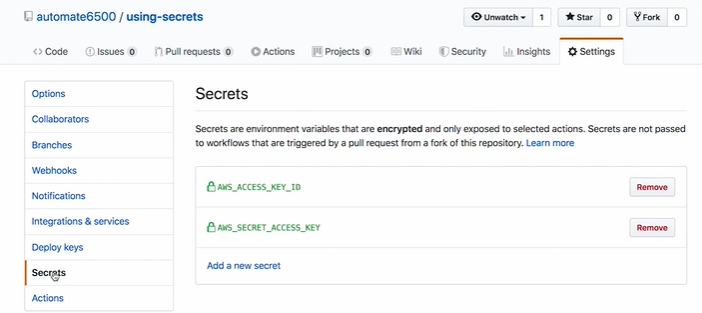 automate6500 / using-secrets
Unwatch 1 Star 0 Fork 0
Code Issues 0 Pull requests 0 Actions Projects 0 Wiki Security Insights Settings
Options
Collaborators
Branches
Webhooks
Notifications
Integrations & services
Deploy keys
Secrets
Actions
Secrets
Secrets are environment variables that are encrypted and only exposed to selected actions. Secrets are not passed
to workflows that are triggered by a pull request from a fork of this repository. Learn more
AWS_ACCESS_KEY_ID Remove
AWS_SECRET_ACCESS_KEY Remove
Add a new secret